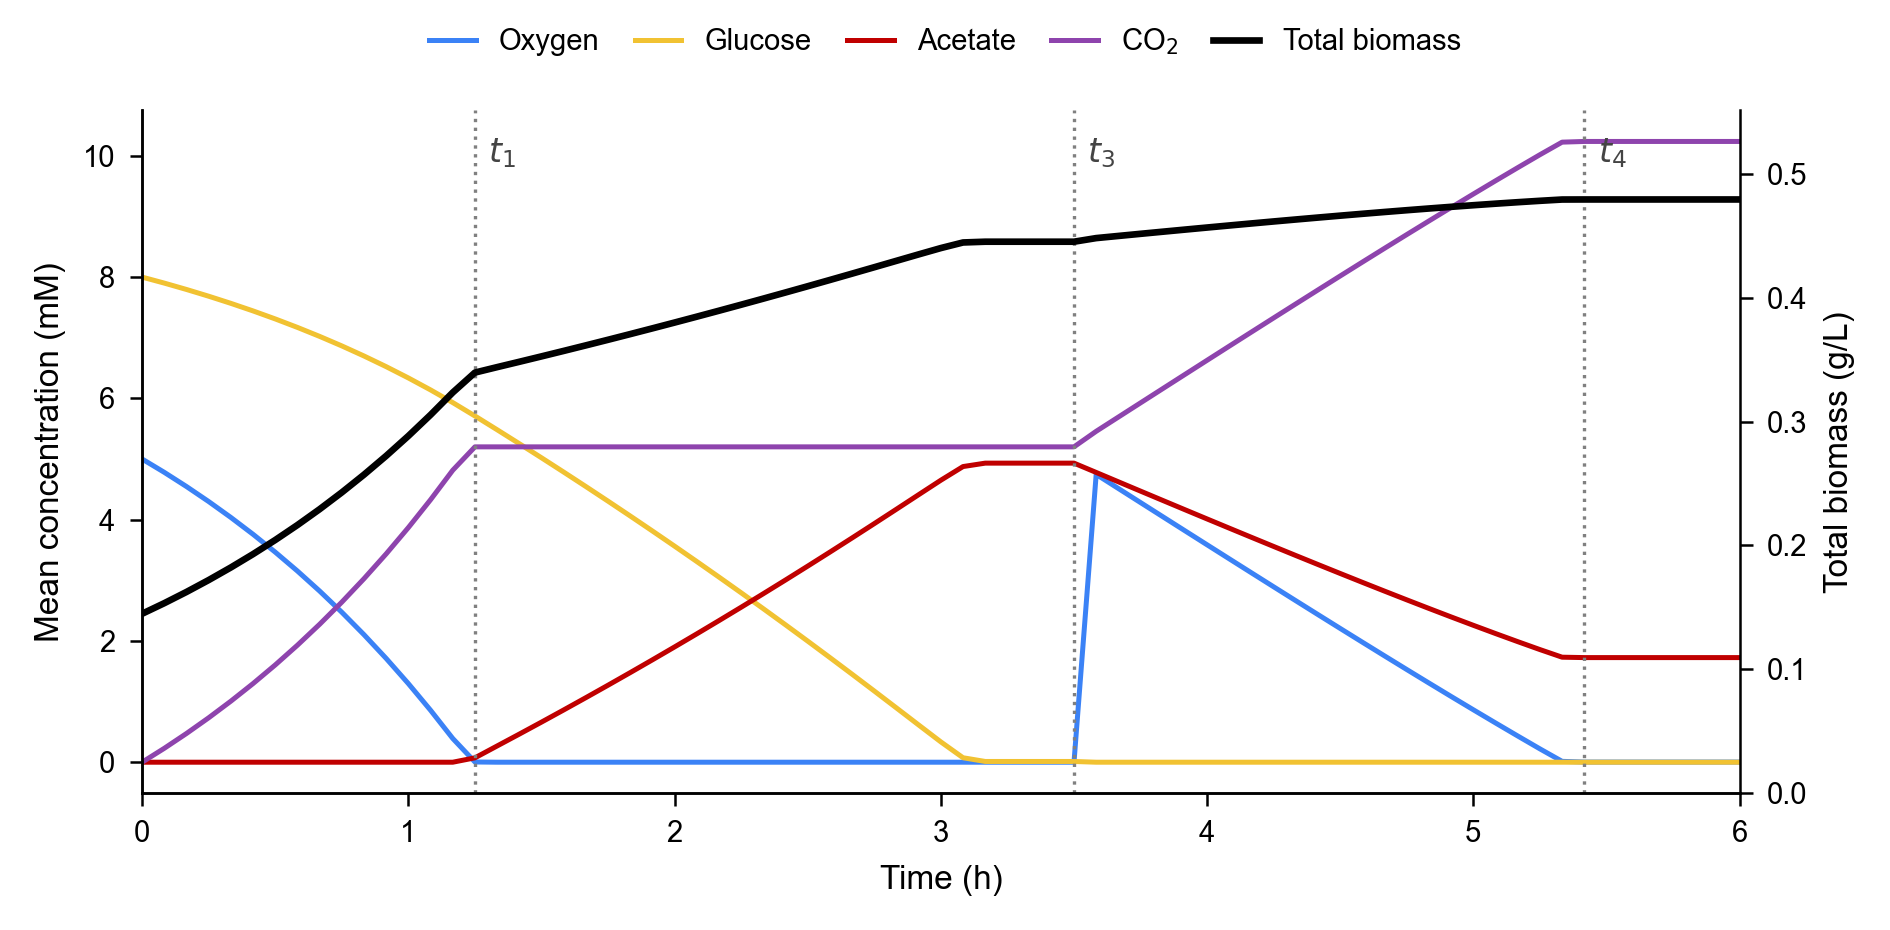 Oxygen Glucose Acetate CO₂ Total biomass
t₁ t₃ t₄
Mean concentration (mM)
10
8
6
4
2
0
0.5
0.4
0.3
0.2
0.1
0.0
Total biomass (g/L)
0 1 2 3 4 5 6
Time (h)